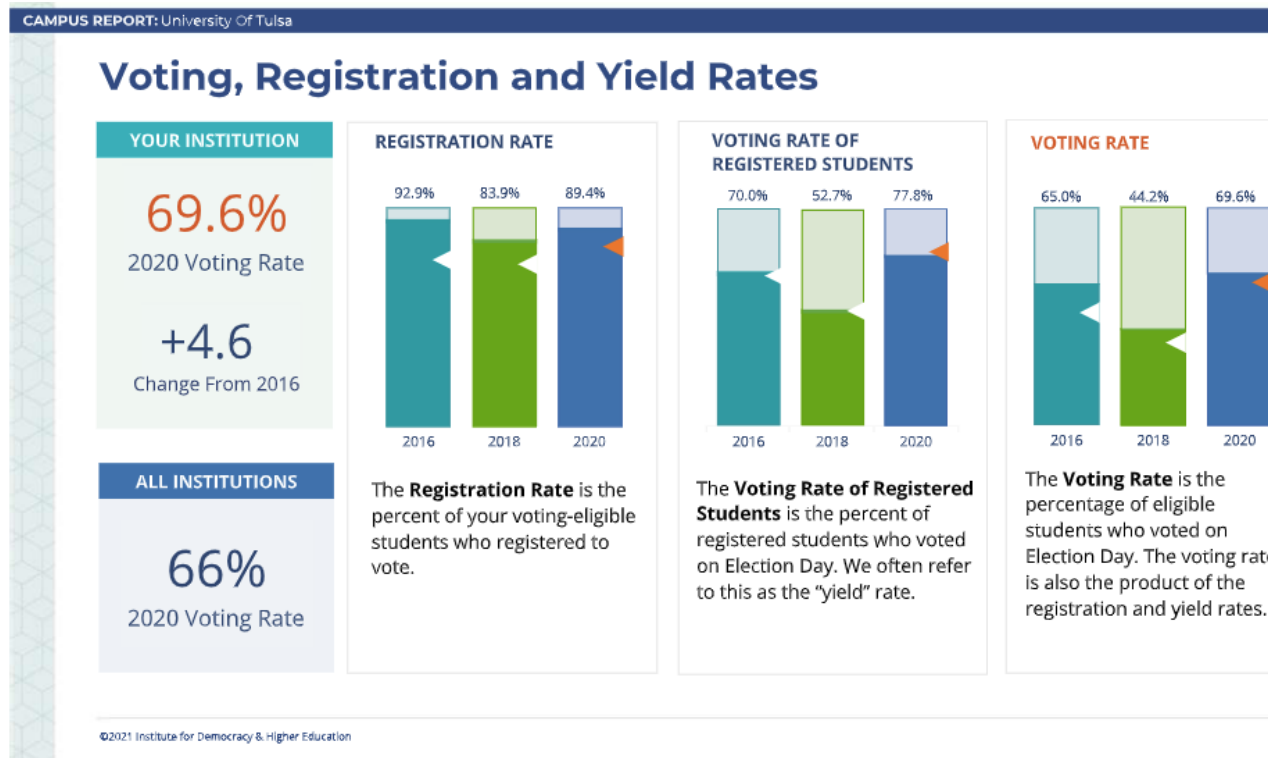 CAMPUS REPORT: University Of Tulsa
Voting, Registration and Yield Rates
YOUR INSTITUTION
69.6%
2020 Voting Rate
+4.6
Change From 2016
ALL INSTITUTIONS
66%
2020 Voting Rate
REGISTRATION RATE
92.9% 83.9% 89.4%
2016 2018 2020
The Registration Rate is the
percent of your voting-eligible
students who registered to
vote.
VOTING RATE OF
REGISTERED STUDENTS
70.0% 52.7% 77.8%
2016 2018 2020
The Voting Rate of Registered
Students is the percent of
registered students who voted
on Election Day. We often refer
to this as the “yield” rate.
VOTING RATE
65.0% 44.2% 69.6%
2016 2018 2020
The Voting Rate is the
percentage of eligible
students who voted on
Election Day. The voting rate
is also the product of the
registration and yield rates.
©2021 Institute for Democracy & Higher Education